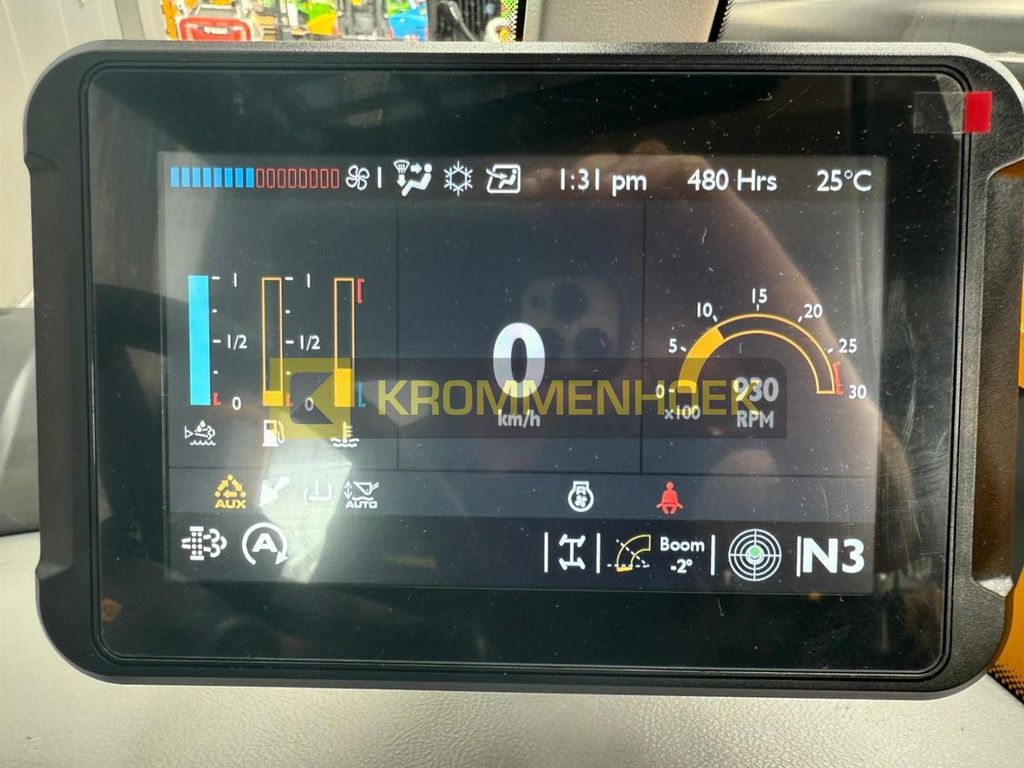 1:31 pm 480 Hrs 25°C
1 1 15
10 20
1/2 1/2 5 25
0 0 0 30
0
km/h
x100 930
RPM
KROMMENHOEK
AUX AUTO R
A Boom
-2° N3